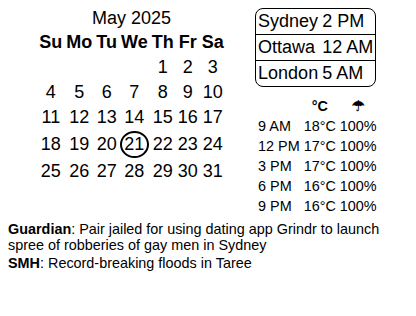 May 2025
Su Mo Tu We Th Fr Sa
1 2 3
4 5 6 7 8 9 10
11 12 13 14 15 16 17
18 19 20 21 22 23 24
25 26 27 28 29 30 31
Sydney 2 PM
Ottawa 12 AM
London 5 AM
°C ☂
9 AM 18°C 100%
12 PM 17°C 100%
3 PM 17°C 100%
6 PM 16°C 100%
9 PM 16°C 100%
Guardian: Pair jailed for using dating app Grindr to launch
spree of robberies of gay men in Sydney
SMH: Record-breaking floods in Taree